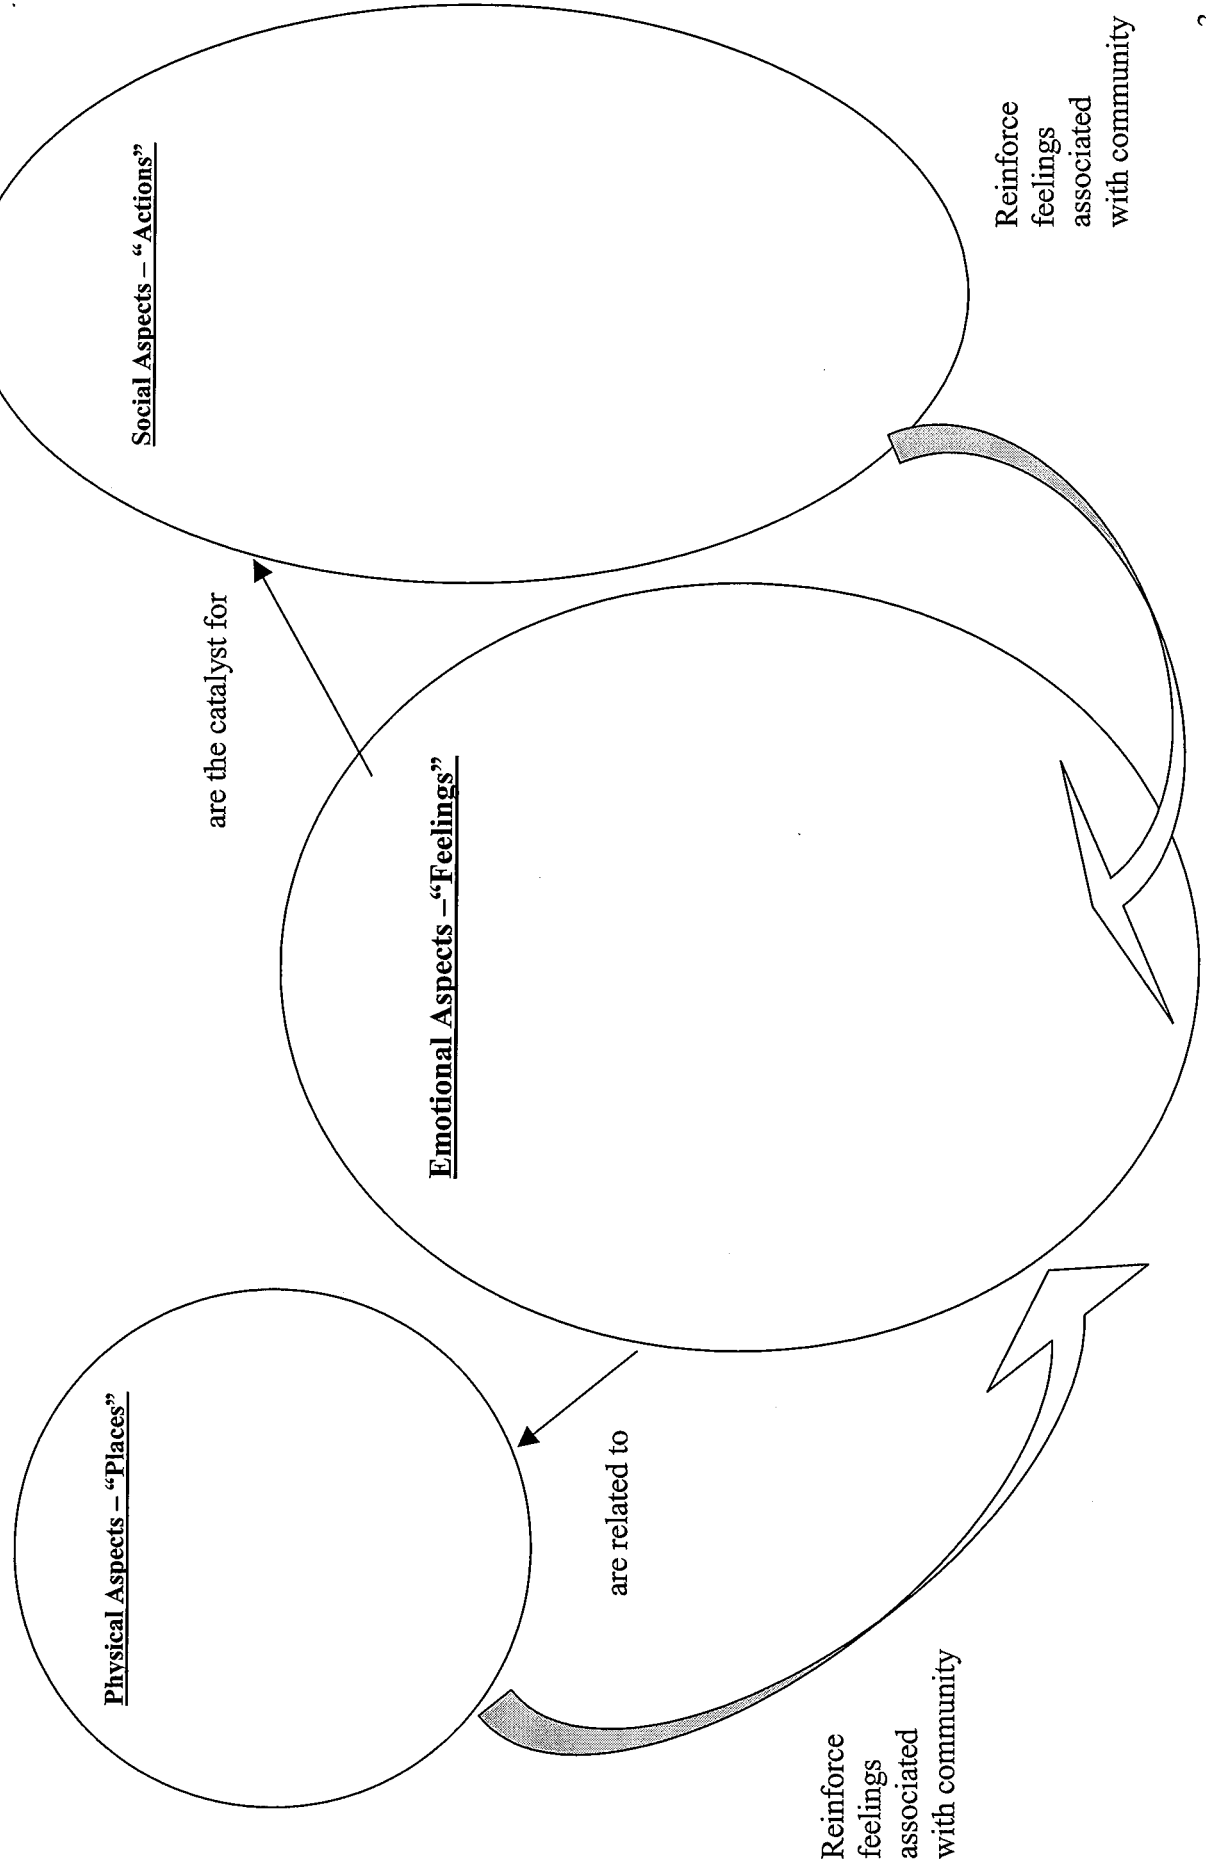 Physical Aspects – “Places”
Social Aspects – “Actions”
are the catalyst for
Emotional Aspects –“Feelings”
are related to
Reinforce
feelings
associated
with community
Reinforce
feelings
associated
with community